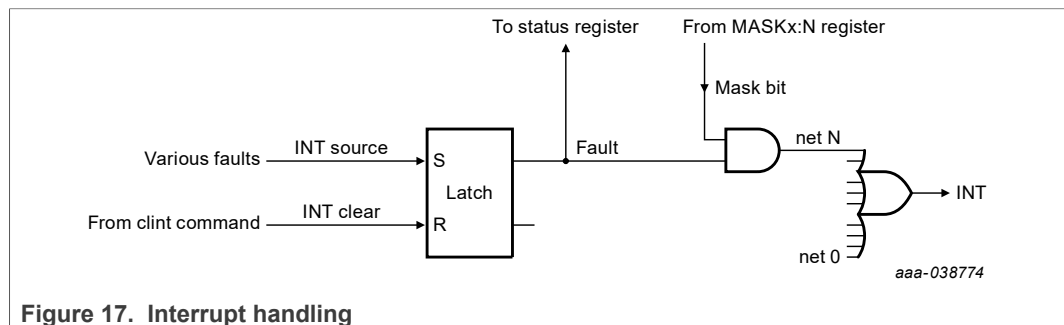 To status register
From MASKx:N register
Mask bit
net N
Various faults
INT source
S
Fault
Latch
INT
From clint command
INT clear
R
net 0
aaa-038774
Figure 17. Interrupt handling